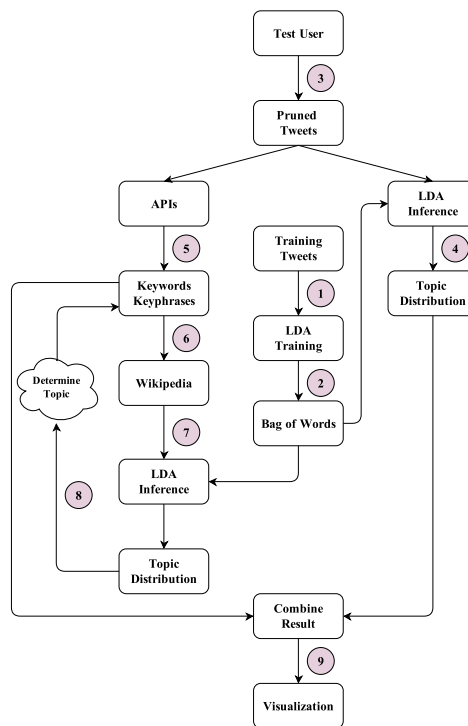 Test User
3
Pruned
Tweets
APIs
LDA
Inference
5
Training
Tweets
4
Keywords
Keyphrases
1
Topic
Distribution
6
LDA
Training
Determine
Topic
Wikipedia
2
7
Bag of Words
LDA
Inference
8
Topic
Distribution
Combine
Result
9
Visualization